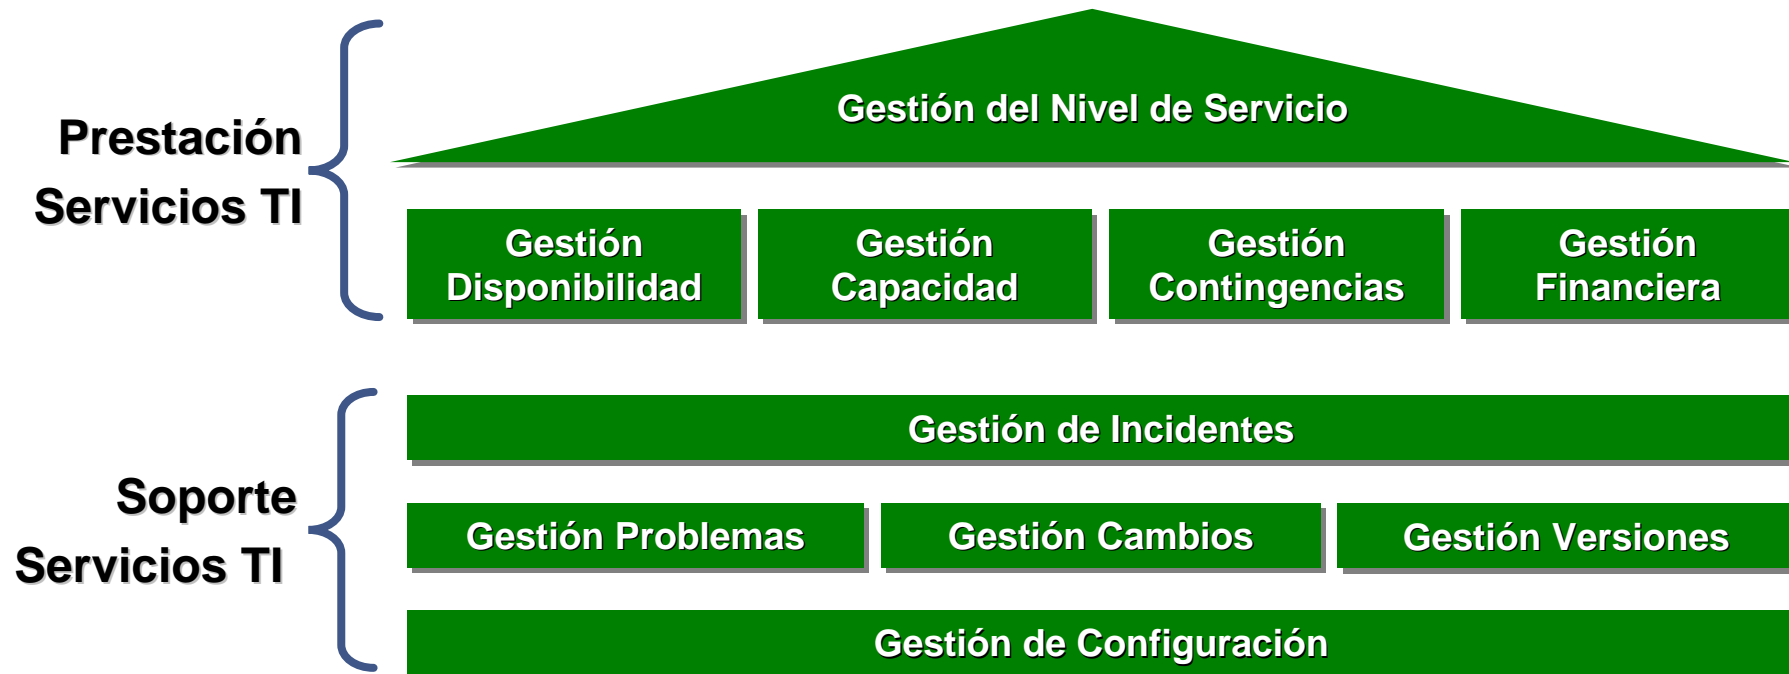 Prestación
Servicios TI
Gestión del Nivel de Servicio
Gestión
Disponibilidad
Gestión
Capacidad
Gestión
Contingencias
Gestión
Financiera
Soporte
Servicios TI
Gestión de Incidentes
Gestión Problemas
Gestión Cambios
Gestión Versiones
Gestión de Configuración